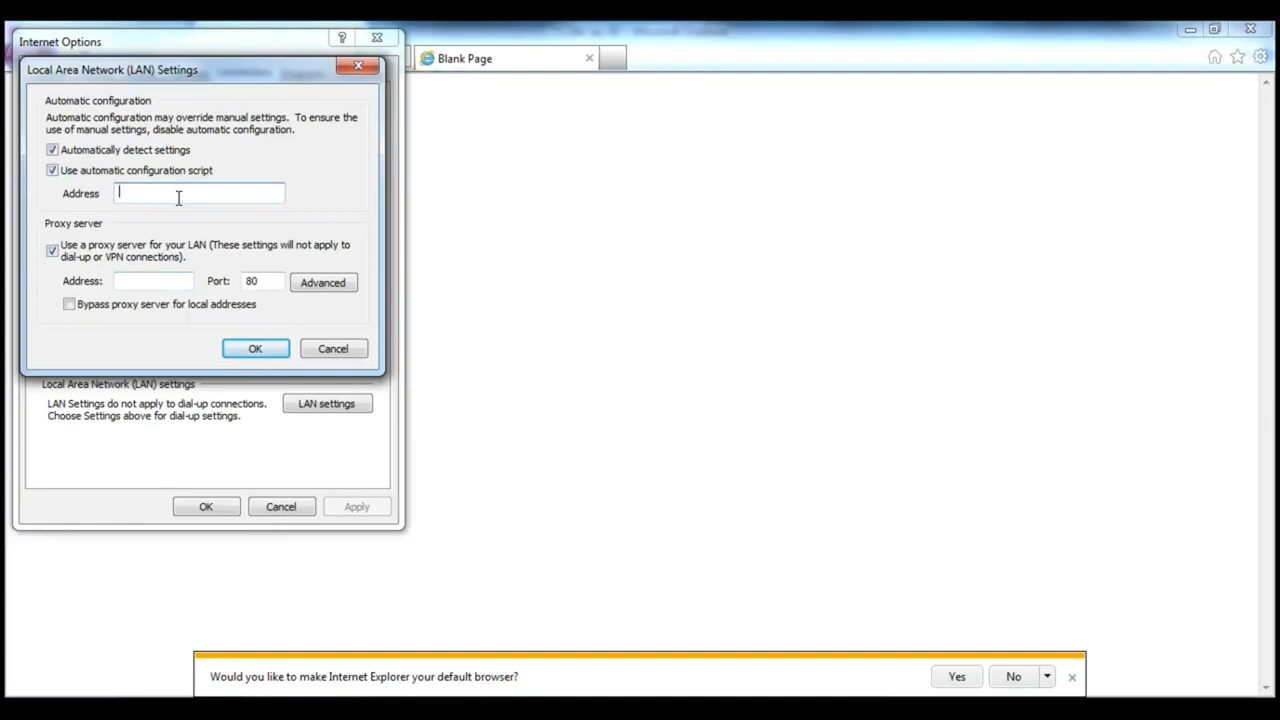 Internet Options
Blank Page
Local Area Network (LAN) Settings
Automatic configuration
Automatic configuration may override manual settings. To ensure the
use of manual settings, disable automatic configuration.
Automatically detect settings
Use automatic configuration script
Address
Proxy server
Use a proxy server for your LAN (These settings will not apply to
dial-up or VPN connections).
Address:
Port: 80
Advanced
Bypass proxy server for local addresses
OK
Cancel
Local Area Network (LAN) settings
LAN Settings do not apply to dial-up connections.
Choose Settings above for dial-up settings.
LAN settings
OK
Cancel
Apply
Would you like to make Internet Explorer your default browser?
Yes
No